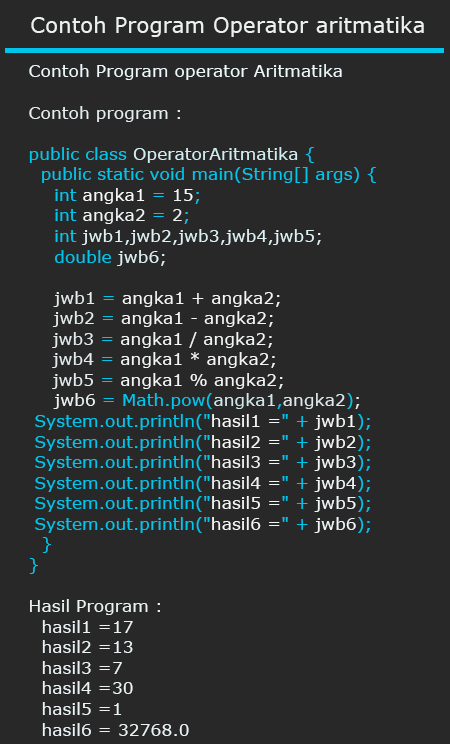 Contoh Program Operator aritmatika
Contoh Program operator Aritmatika
Contoh program :
public class OperatorAritmatika {
public static void main(String[] args) {
int angka1 = 15;
int angka2 = 2;
int jwb1,jwb2,jwb3,jwb4,jwb5;
double jwb6;
jwb1 = angka1 + angka2;
jwb2 = angka1 - angka2;
jwb3 = angka1 / angka2;
jwb4 = angka1 * angka2;
jwb5 = angka1 % angka2;
jwb6 = Math.pow(angka1,angka2);
System.out.println("hasil1 =" + jwb1);
System.out.println("hasil2 =" + jwb2);
System.out.println("hasil3 =" + jwb3);
System.out.println("hasil4 =" + jwb4);
System.out.println("hasil5 =" + jwb5);
System.out.println("hasil6 =" + jwb6);
}
}
Hasil Program :
hasil1 =17
hasil2 =13
hasil3 =7
hasil4 =30
hasil5 =1
hasil6 = 32768.0